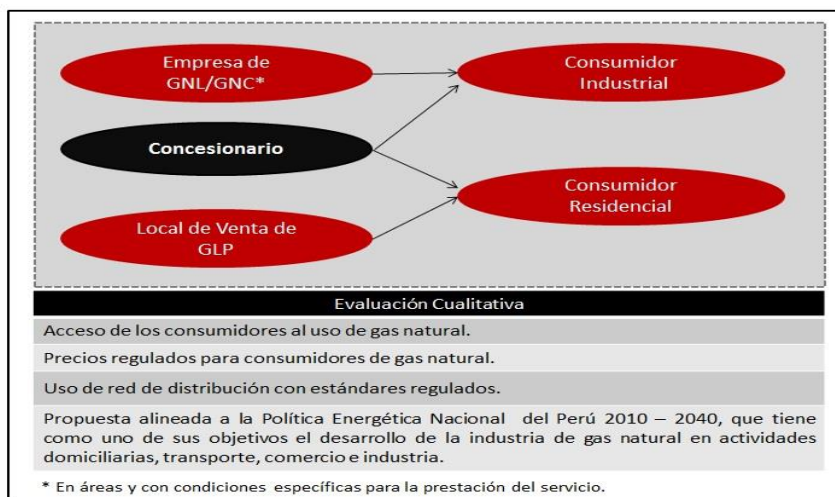 Empresa de
GNL/GNC*
Consumidor
Industrial
Concesionario
Consumidor
Residencial
Local de Venta de
GLP
Evaluación Cualitativa
Acceso de los consumidores al uso de gas natural.
Precios regulados para consumidores de gas natural.
Uso de red de distribución con estándares regulados.
Propuesta alineada a la Política Energética Nacional del Perú 2010 – 2040, que tiene
como uno de sus objetivos el desarrollo de la industria de gas natural en actividades
domiciliarias, transporte, comercio e industria.
* En áreas y con condiciones específicas para la prestación del servicio.